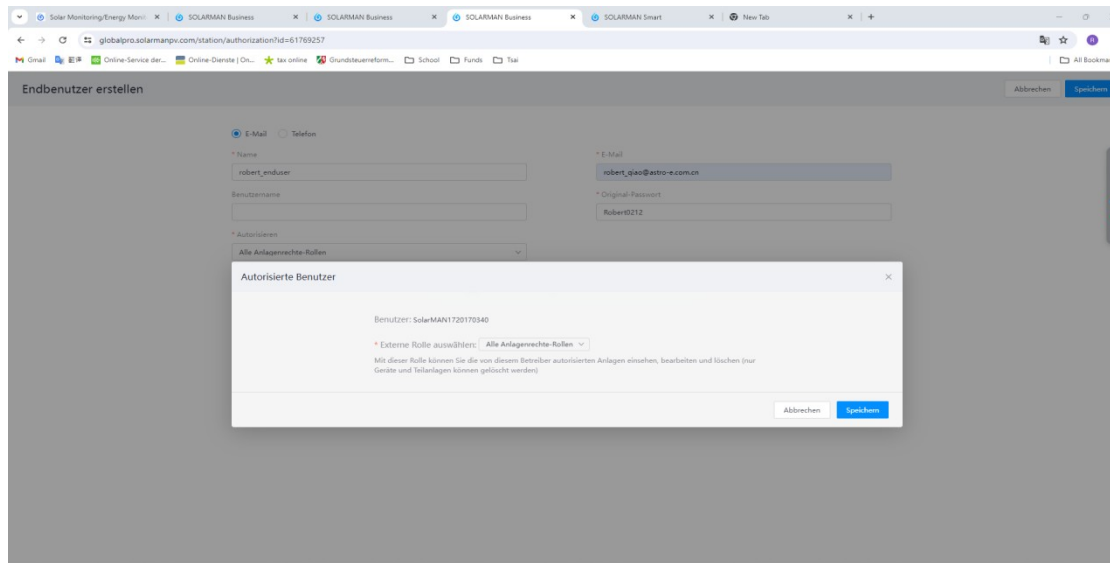 Solar Monitoring/Energy Monit
SOLARMAN Business
SOLARMAN Business
SOLARMAN Business
SOLARMAN Smart
New Tab
globalpro.solarmanpv.com/station/authorization?id=61769257
Gmail
Online-Service der...
Online-Dienste | On...
tax online
Grundsteuerreform...
School
Funds
Tsai
All Bookma
Endbenutzer erstellen
Abbrechen
Speichern
E-Mail
Telefon
* Name
* E-Mail
robert_enduser
robert_qiao@astro-e.com.cn
Benutzername
* Original-Passwort
Robert0212
* Autorisieren
Alle Anlagenrechte-Rollen
Autorisierte Benutzer
Benutzer: SolarMAN1720170340
* Externe Rolle auswählen: Alle Anlagenrechte-Rollen
Mit dieser Rolle können Sie die von diesem Betreiber autorisierten Anlagen einsehen, bearbeiten und löschen (nur
Geräte und Teilanlagen können gelöscht werden)
Abbrechen
Speichern